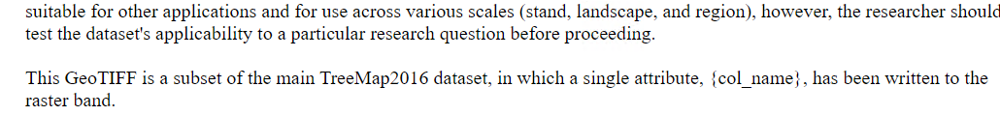 suitable for other applications and for use across various scales (stand, landscape, and region), however, the researcher should
test the dataset's applicability to a particular research question before proceeding.
This GeoTIFF is a subset of the main TreeMap2016 dataset, in which a single attribute, {col_name}, has been written to the
raster band.